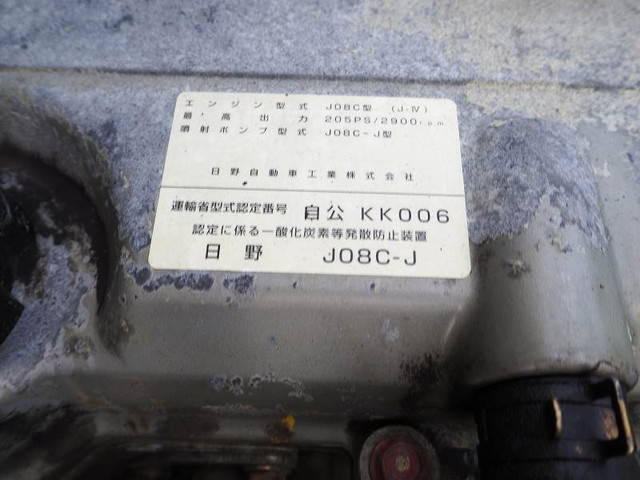 エンジン型式 J08C型 (J-Ⅳ)
最高出力 205PS/2900r.p.m
噴射ポンプ型式 J08C-J型
日野自動車工業株式会社
運輸省型式認定番号 自公 KK006
認定に係る一酸化炭素等発散防止装置
日野 J08C-J